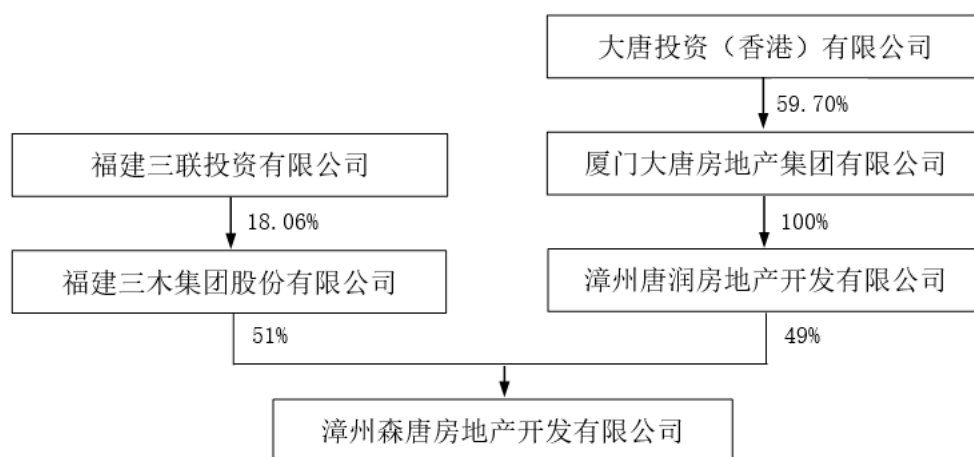 大唐投资（香港）有限公司
59.70%
福建三联投资有限公司
厦门大唐房地产集团有限公司
18.06%
100%
福建三木集团股份有限公司
漳州唐润房地产开发有限公司
51%
49%
漳州森唐房地产开发有限公司